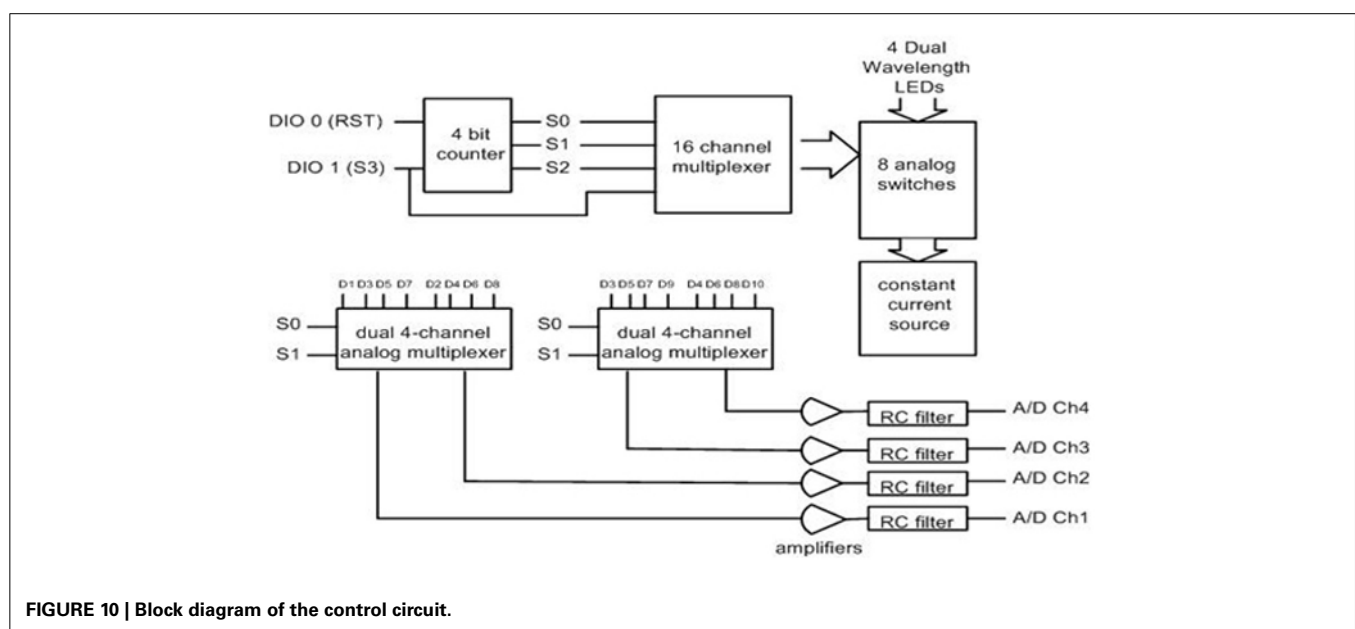 4 Dual
Wavelength
LEDs
DIO 0 (RST)
DIO 1 (S3)
4 bit
counter
S0
S1
S2
16 channel
multiplexer
8 analog
switches
constant
current
source
D1 D3 D5 D7 D2 D4 D6 D8
S0
S1
dual 4-channel
analog multiplexer
D3 D5 D7 D9 D4 D6 D8 D10
S0
S1
dual 4-channel
analog multiplexer
RC filter A/D Ch4
RC filter A/D Ch3
RC filter A/D Ch2
RC filter A/D Ch1
amplifiers
FIGURE 10 | Block diagram of the control circuit.